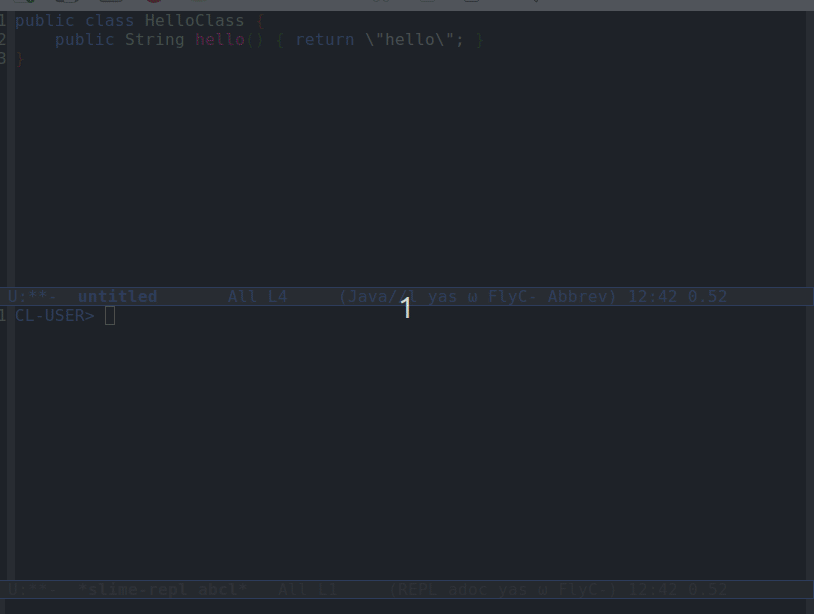 1 public class HelloClass {
2     public String hello() { return \"hello\"; }
3 }
U:**-  untitled       All L4     (Java//l yas ω FlyC- Abbrev) 12:42 0.52
1
1 CL-USER>
U:**-  *slime-repl abcl*   All L1     (REPL adoc yas ω FlyC-) 12:42 0.52